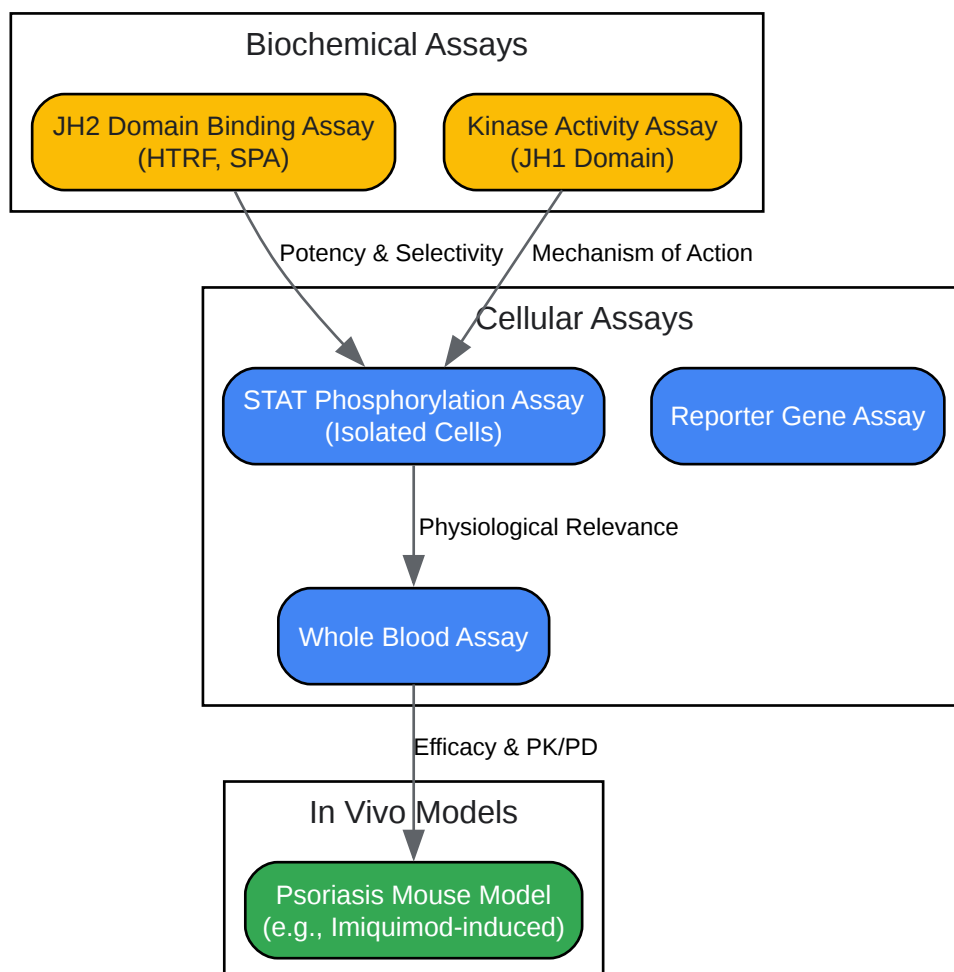 Biochemical Assays
JH2 Domain Binding Assay
(HTRF, SPA)
Kinase Activity Assay
(JH1 Domain)
Potency & Selectivity
Mechanism of Action
Cellular Assays
STAT Phosphorylation Assay
(Isolated Cells)
Reporter Gene Assay
Physiological Relevance
Whole Blood Assay
Efficacy & PK/PD
In Vivo Models
Psoriasis Mouse Model
(e.g., Imiquimod-induced)